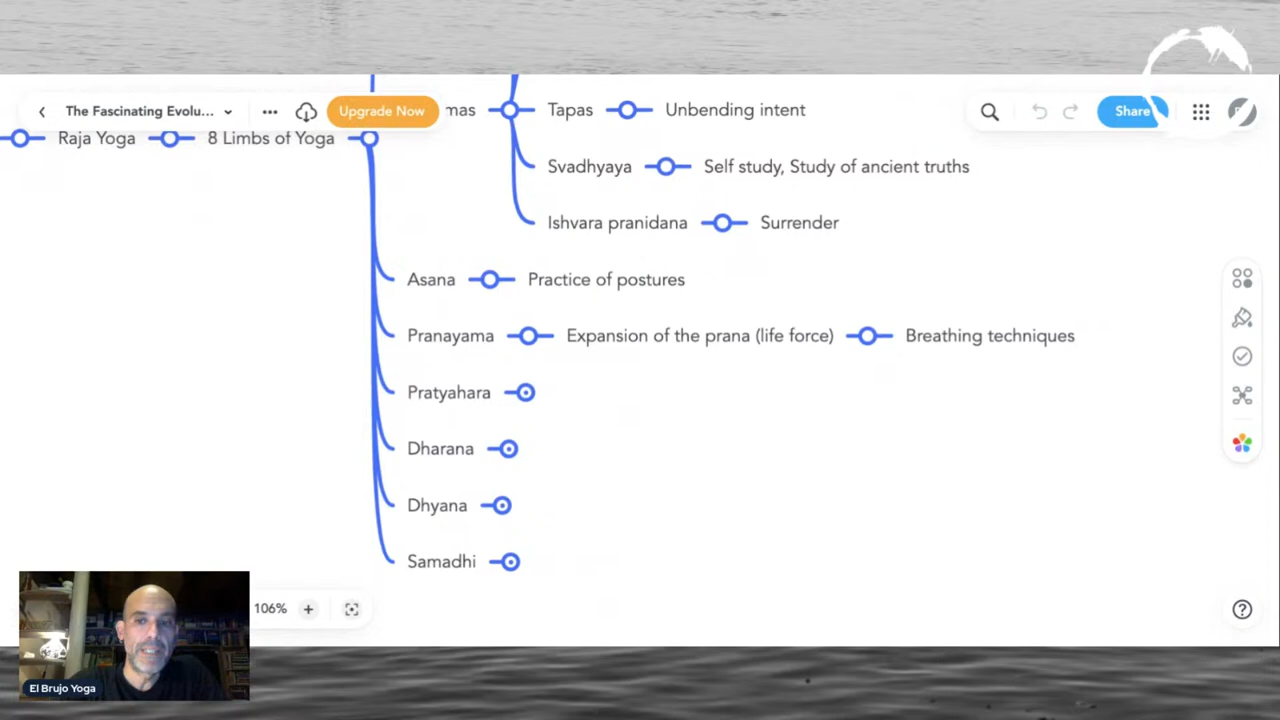 The Fascinating Evolu...
Upgrade Now
mas
Tapas
Unbending intent
Share
Raja Yoga
8 Limbs of Yoga
Svadhyaya
Self study, Study of ancient truths
Ishvara pranidana
Surrender
Asana
Practice of postures
Pranayama
Expansion of the prana (life force)
Breathing techniques
Pratyahara
Dharana
Dhyana
Samadhi
106%
El Brujo Yoga